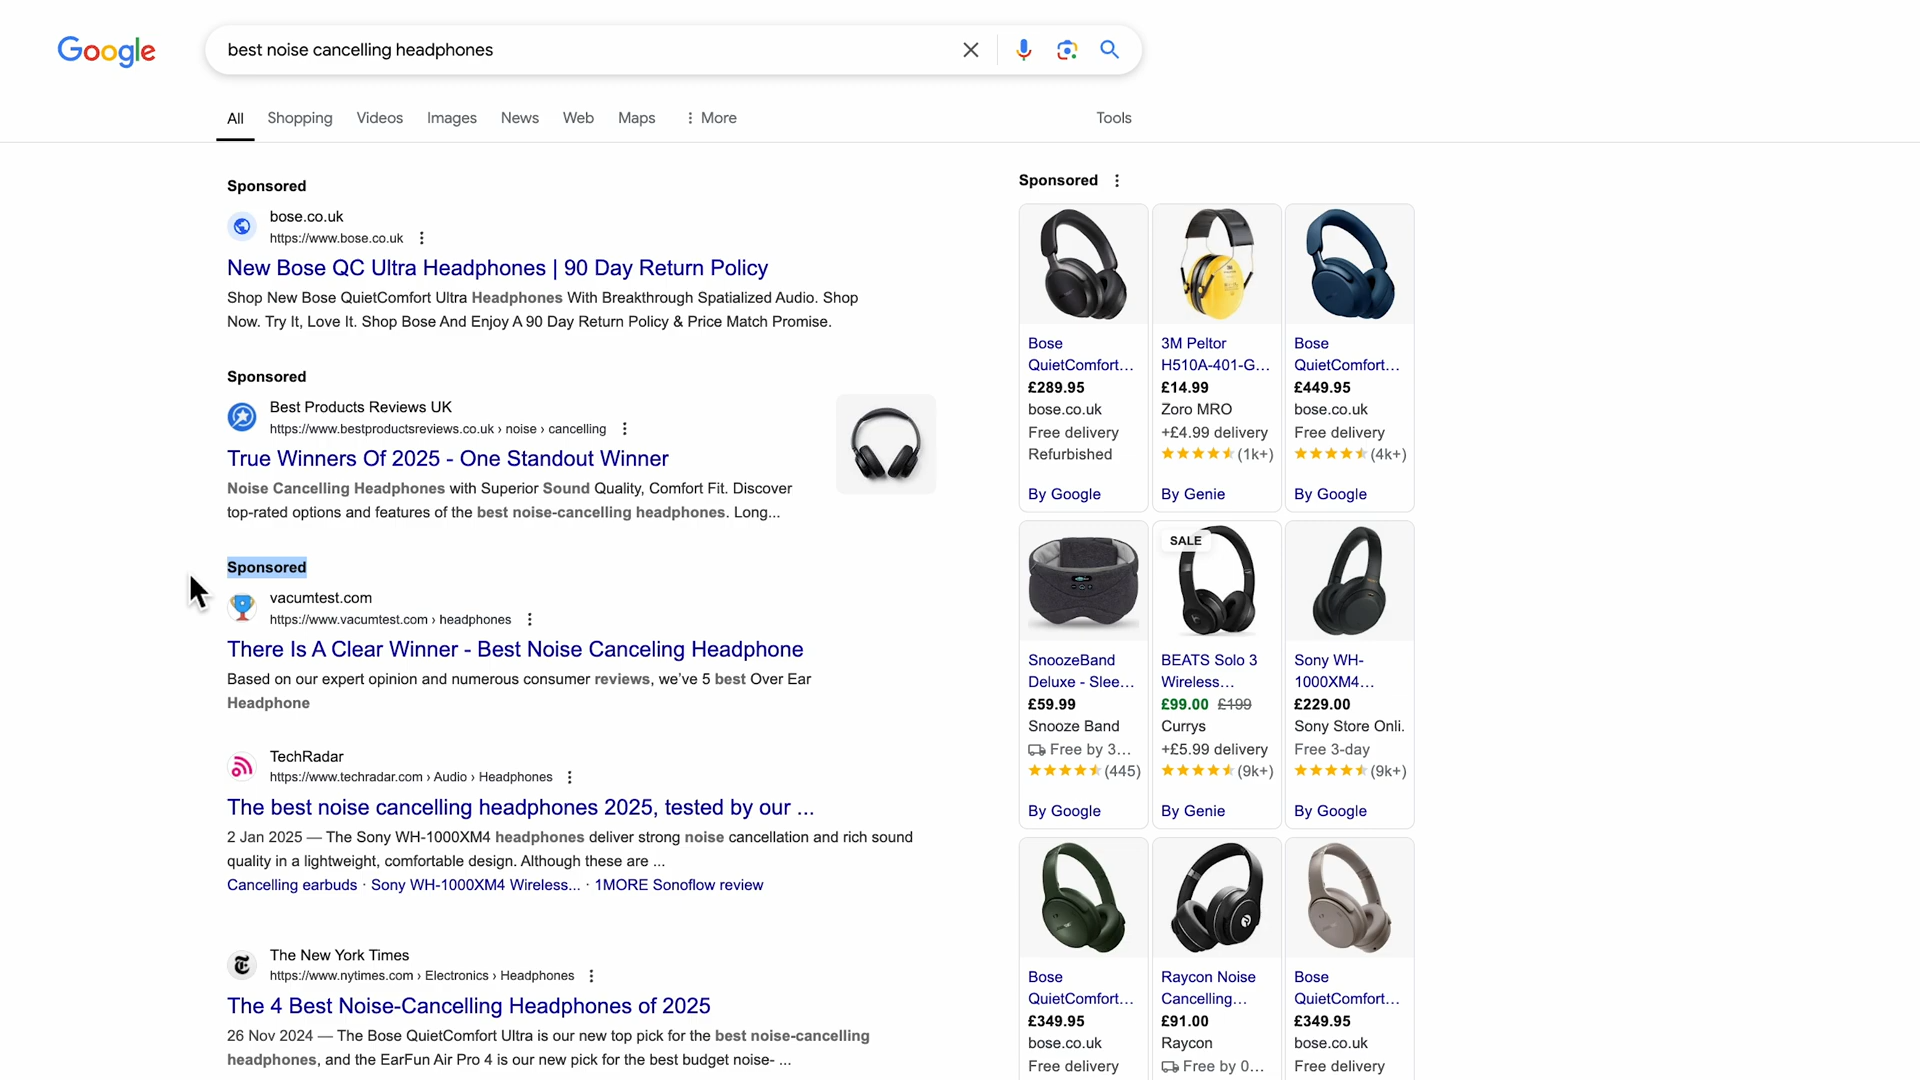 Google
best noise cancelling headphones
All
Shopping
Videos
Images
News
Web
Maps
More
Tools
Sponsored
bose.co.uk
https://www.bose.co.uk
New Bose QC Ultra Headphones | 90 Day Return Policy
Shop New Bose QuietComfort Ultra Headphones With Breakthrough Spatialized Audio. Shop
Now. Try It, Love It. Shop Bose And Enjoy A 90 Day Return Policy & Price Match Promise.
Sponsored
Best Products Reviews UK
https://www.bestproductsreviews.co.uk › noise › cancelling
True Winners Of 2025 - One Standout Winner
Noise Cancelling Headphones with Superior Sound Quality, Comfort Fit. Discover
top-rated options and features of the best noise-cancelling headphones. Long...
Sponsored
vacumtest.com
https://www.vacumtest.com › headphones
There Is A Clear Winner - Best Noise Canceling Headphone
Based on our expert opinion and numerous consumer reviews, we've 5 best Over Ear
Headphone
TechRadar
https://www.techradar.com › Audio › Headphones
The best noise cancelling headphones 2025, tested by our ...
2 Jan 2025 — The Sony WH-1000XM4 headphones deliver strong noise cancellation and rich sound
quality in a lightweight, comfortable design. Although these are ...
Cancelling earbuds · Sony WH-1000XM4 Wireless... · 1MORE Sonoflow review
The New York Times
https://www.nytimes.com › Electronics › Headphones
The 4 Best Noise-Cancelling Headphones of 2025
26 Nov 2024 — The Bose QuietComfort Ultra is our new top pick for the best noise-cancelling
headphones, and the EarFun Air Pro 4 is our new pick for the best budget noise- ...
Sponsored
Bose
QuietComfort...
£289.95
bose.co.uk
Free delivery
Refurbished
By Google
3M Peltor
H510A-401-G...
£14.99
Zoro MRO
+£4.99 delivery
(1k+)
By Genie
Bose
QuietComfort...
£449.95
bose.co.uk
Free delivery
(4k+)
By Google
SnoozeBand
Deluxe - Slee...
£59.99
Snooze Band
Free by 3...
(445)
By Google
SALE
BEATS Solo 3
Wireless...
£99.00 £199
Currys
+£5.99 delivery
(9k+)
By Genie
Sony WH-
1000XM4...
£229.00
Sony Store Onli.
Free 3-day
(9k+)
By Google
Bose
QuietComfort...
£349.95
bose.co.uk
Free delivery
Raycon Noise
Cancelling...
£91.00
Raycon
Free by 0...
Bose
QuietComfort...
£349.95
bose.co.uk
Free delivery